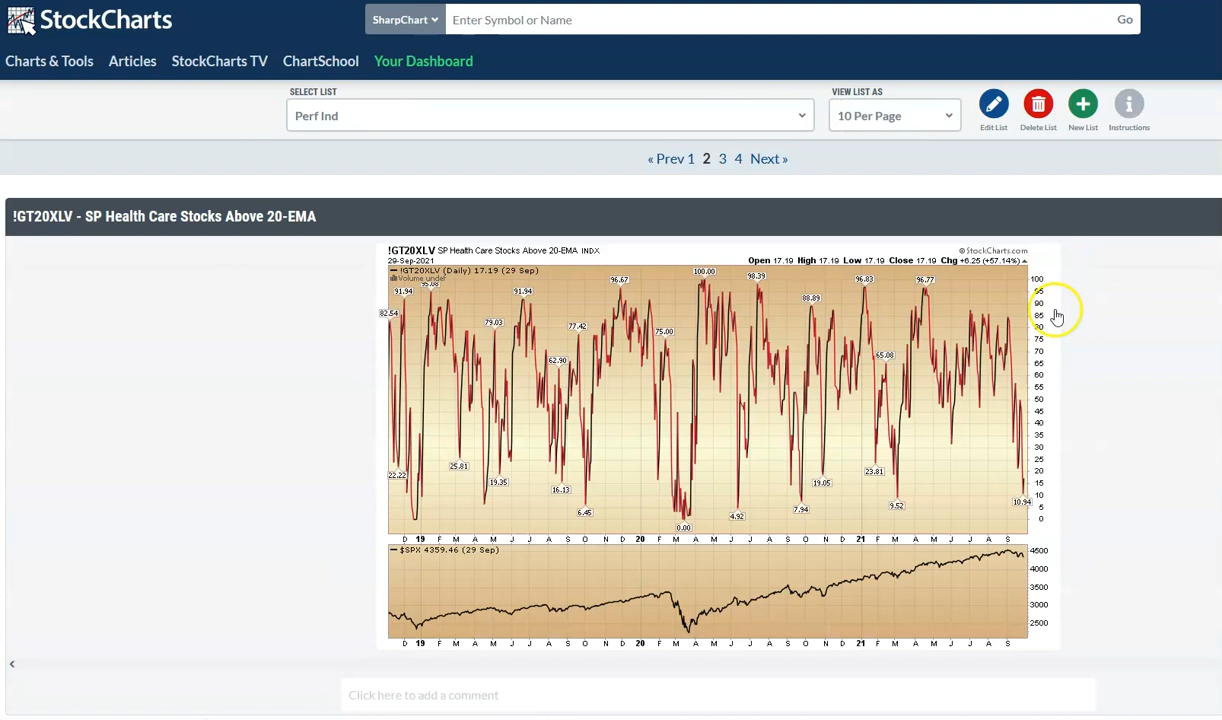 StockCharts
SharpChart
Enter Symbol or Name
Go
Charts & Tools Articles StockCharts TV ChartSchool Your Dashboard
SELECT LIST
VIEW LIST AS
Perf Ind
10 Per Page
Edit List Delete List New List Instructions
« Prev 1 2 3 4 Next »
!GT20XLV - SP Health Care Stocks Above 20-EMA
!GT20XLV SP Health Care Stocks Above 20-EMA INDX
© StockCharts.com
29-Sep-2021
Open 17.19 High 17.19 Low 17.19 Close 17.19 Chg +6.25 (+57.14%)
!GT20XLV (Daily) 17.19 (29 Sep)
Volume undef
82.54 91.94 95.08 79.03 91.94 62.90 77.42 96.67 75.00 100.00 98.39 88.89 96.83 65.08 96.77
22.22 25.81 19.35 16.13 6.45 0.00 4.92 7.94 19.05 23.81 9.52 10.94
100
95
90
85
80
75
70
65
60
55
50
45
40
35
30
25
20
15
10
5
0
D 19 F M A M J J A S O N D 20 F M A M J J A S O N D 21 F M A M J J A S
$SPX 4359.46 (29 Sep)
4500
4000
3500
3000
2500
D 19 F M A M J J A S O N D 20 F M A M J J A S O N D 21 F M A M J J A S
Click here to add a comment